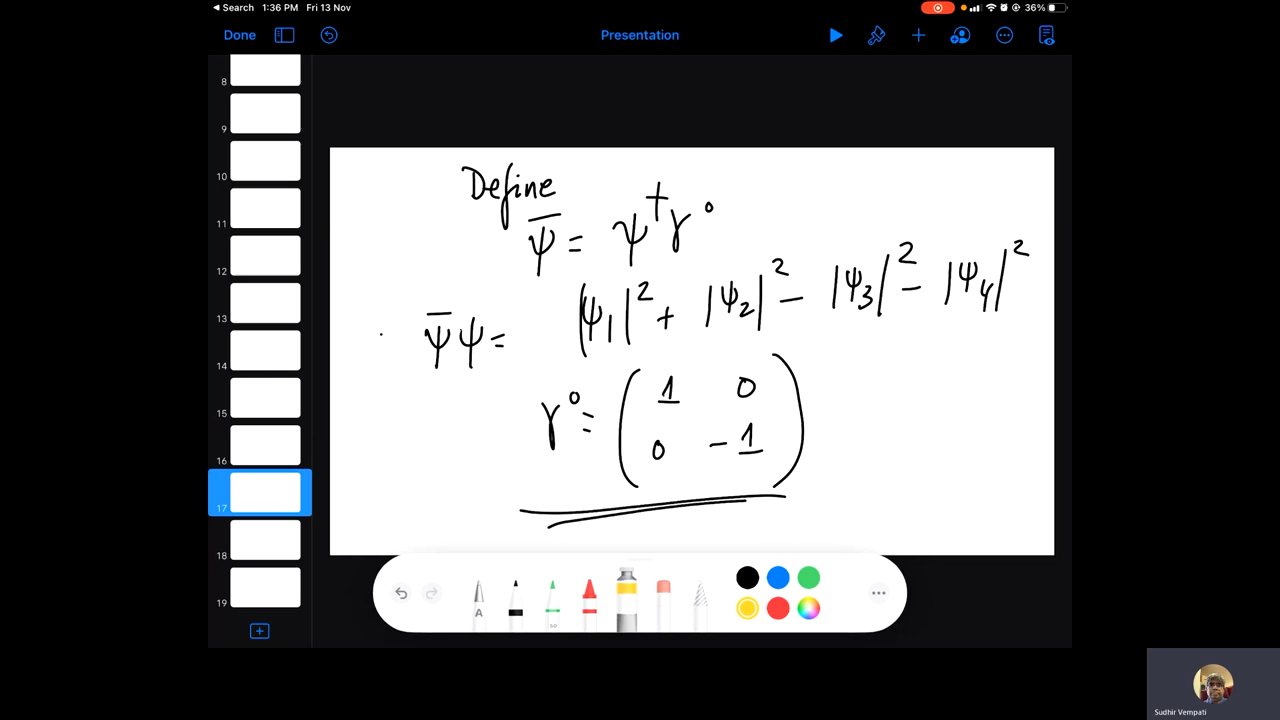 Search 1:36 PM Fri 13 Nov 36%
Done Presentation
8
9
10
11
12
13
14
15
16
17
18
19
Define
ψ̅ = ψ†γ⁰
ψ̅ψ = |ψ₁|² + |ψ₂|² − |ψ₃|² − |ψ₄|²
γ⁰ = ( 1 0
0 −1 )
A
Sudhir Vempati